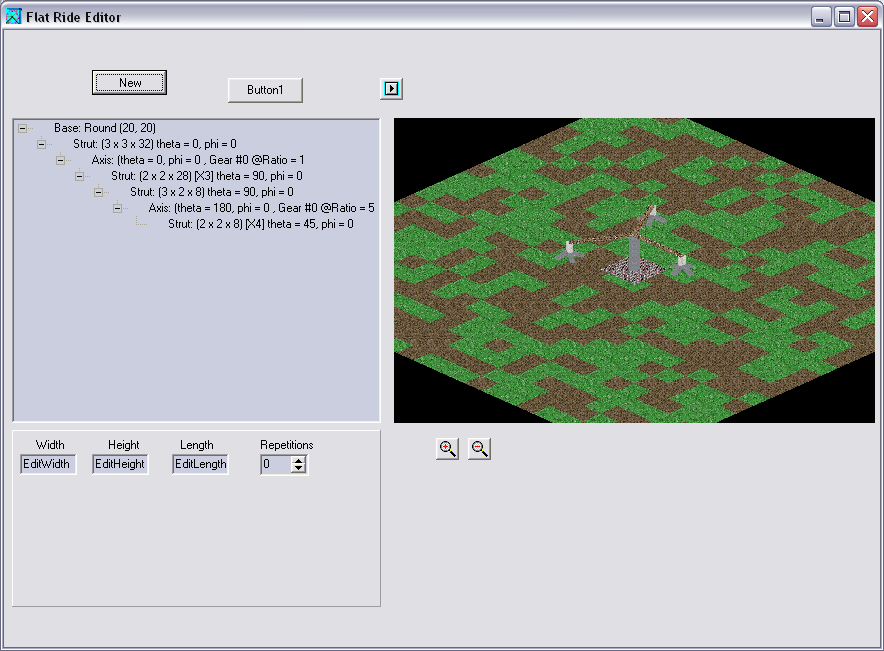 Flat Ride Editor
New
Button1
Base: Round (20, 20)
Strut: (3 x 3 x 32) theta = 0, phi = 0
Axis: (theta = 0, phi = 0 , Gear #0 @Ratio = 1
Strut: (2 x 2 x 28) [X3] theta = 90, phi = 0
Strut: (3 x 2 x 8) theta = 90, phi = 0
Axis: (theta = 180, phi = 0 , Gear #0 @Ratio = 5
Strut: (2 x 2 x 8) [X4] theta = 45, phi = 0
Width Height Length Repetitions
EditWidth EditHeight EditLength 0